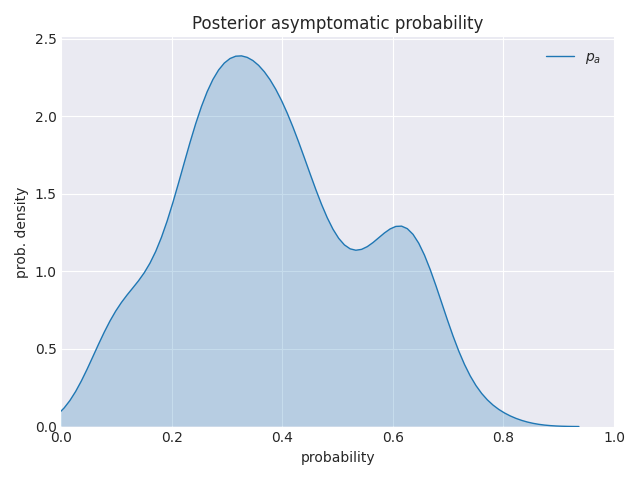 Posterior asymptomatic probability
2.5
2.0
1.5
1.0
0.5
0.0
prob. density
0.0 0.2 0.4 0.6 0.8 1.0
probability
pₐ